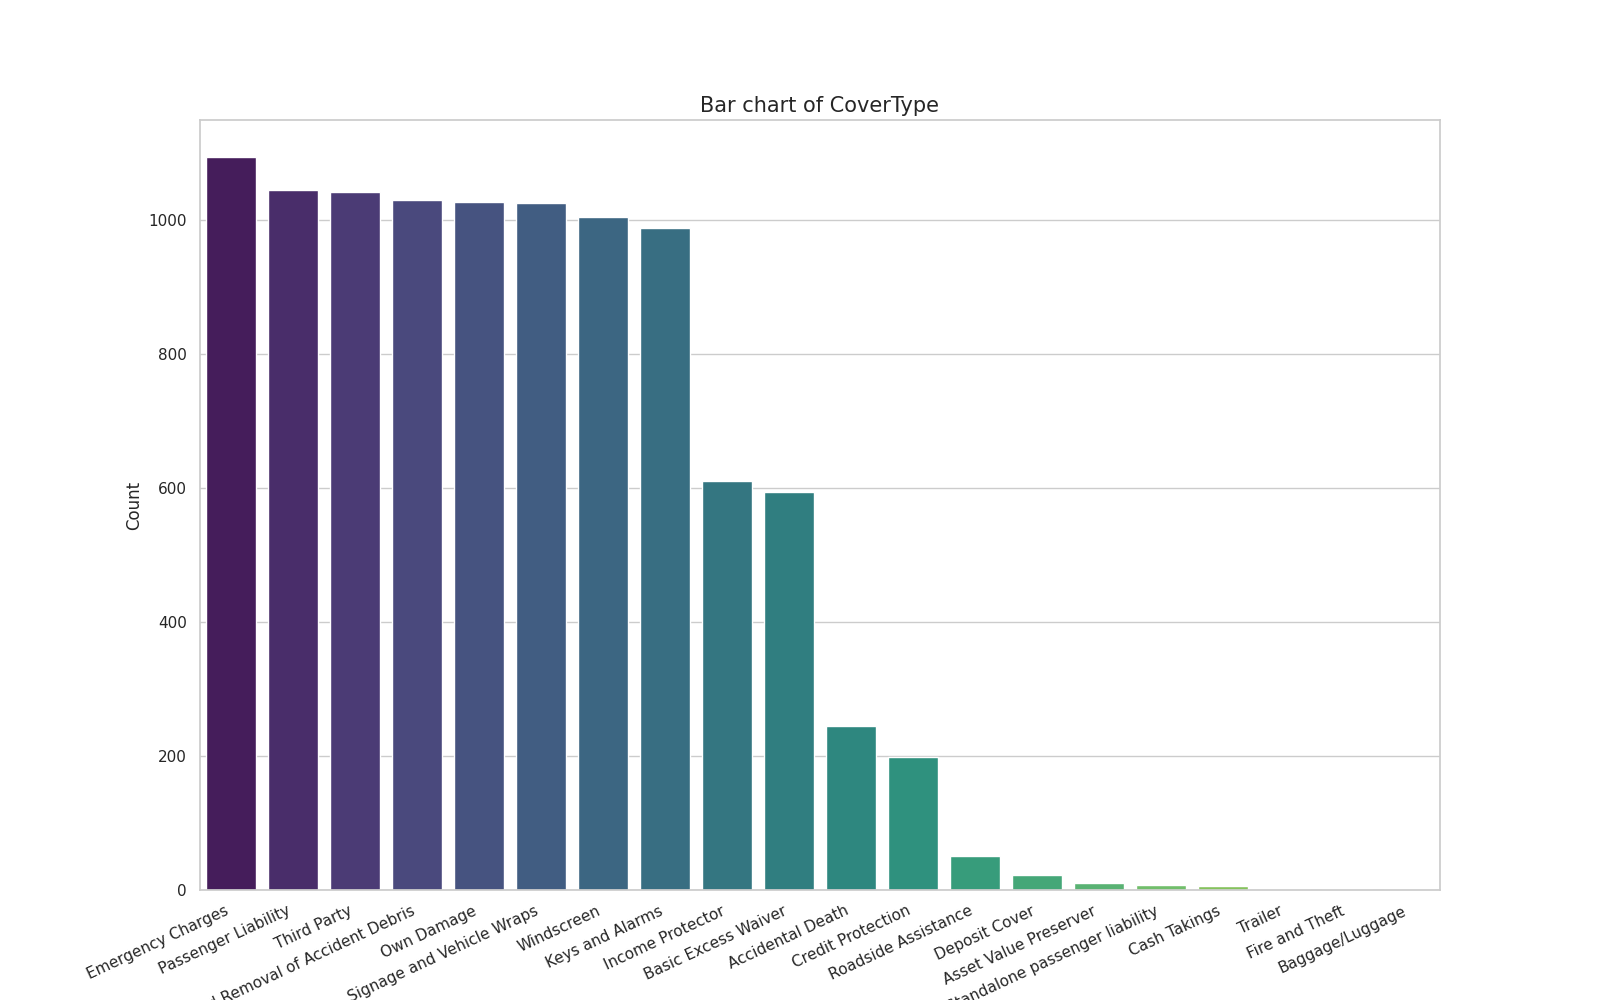 Bar chart of CoverType
Count
1000
800
600
400
200
0
Emergency Charges
Passenger Liability
Third Party
Removal of Accident Debris
Own Damage
Signage and Vehicle Wraps
Windscreen
Keys and Alarms
Income Protector
Basic Excess Waiver
Accidental Death
Credit Protection
Roadside Assistance
Deposit Cover
Asset Value Preserver
Standalone passenger liability
Cash Takings
Trailer
Fire and Theft
Baggage/Luggage